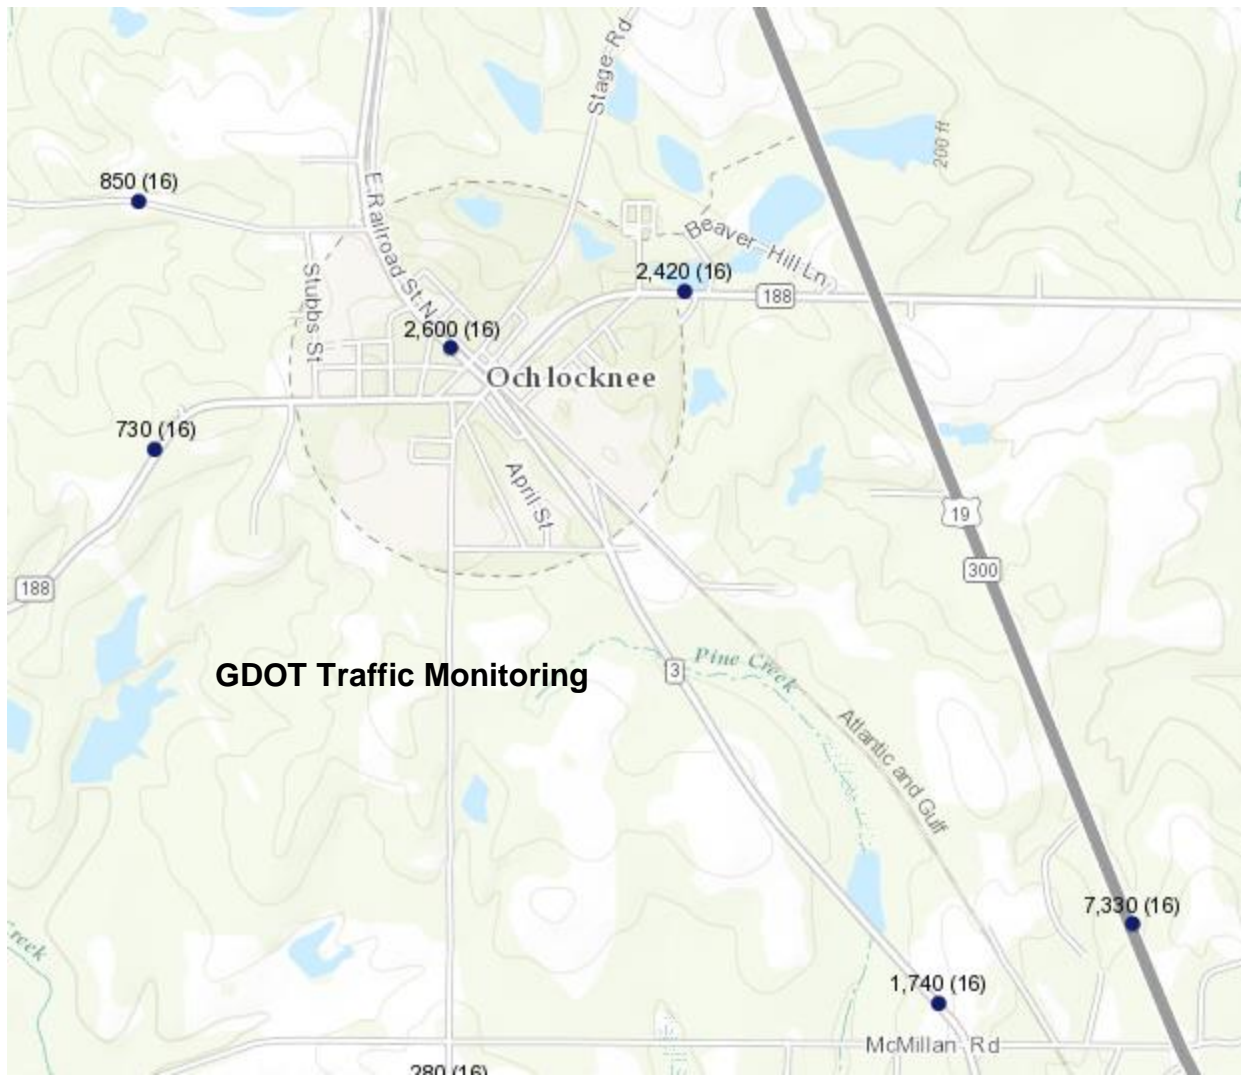 Stage Rd
850 (16)
E Railroad St N
200 ft
Beaver Hill Ln
2,420 (16)
188
Stubbs St
2,600 (16)
Ochlocknee
730 (16)
April St
19
300
188
GDOT Traffic Monitoring
3
Pine Creek
Atlantic and Gulf
7,330 (16)
Creek
1,740 (16)
McMillan Rd
280 (16)